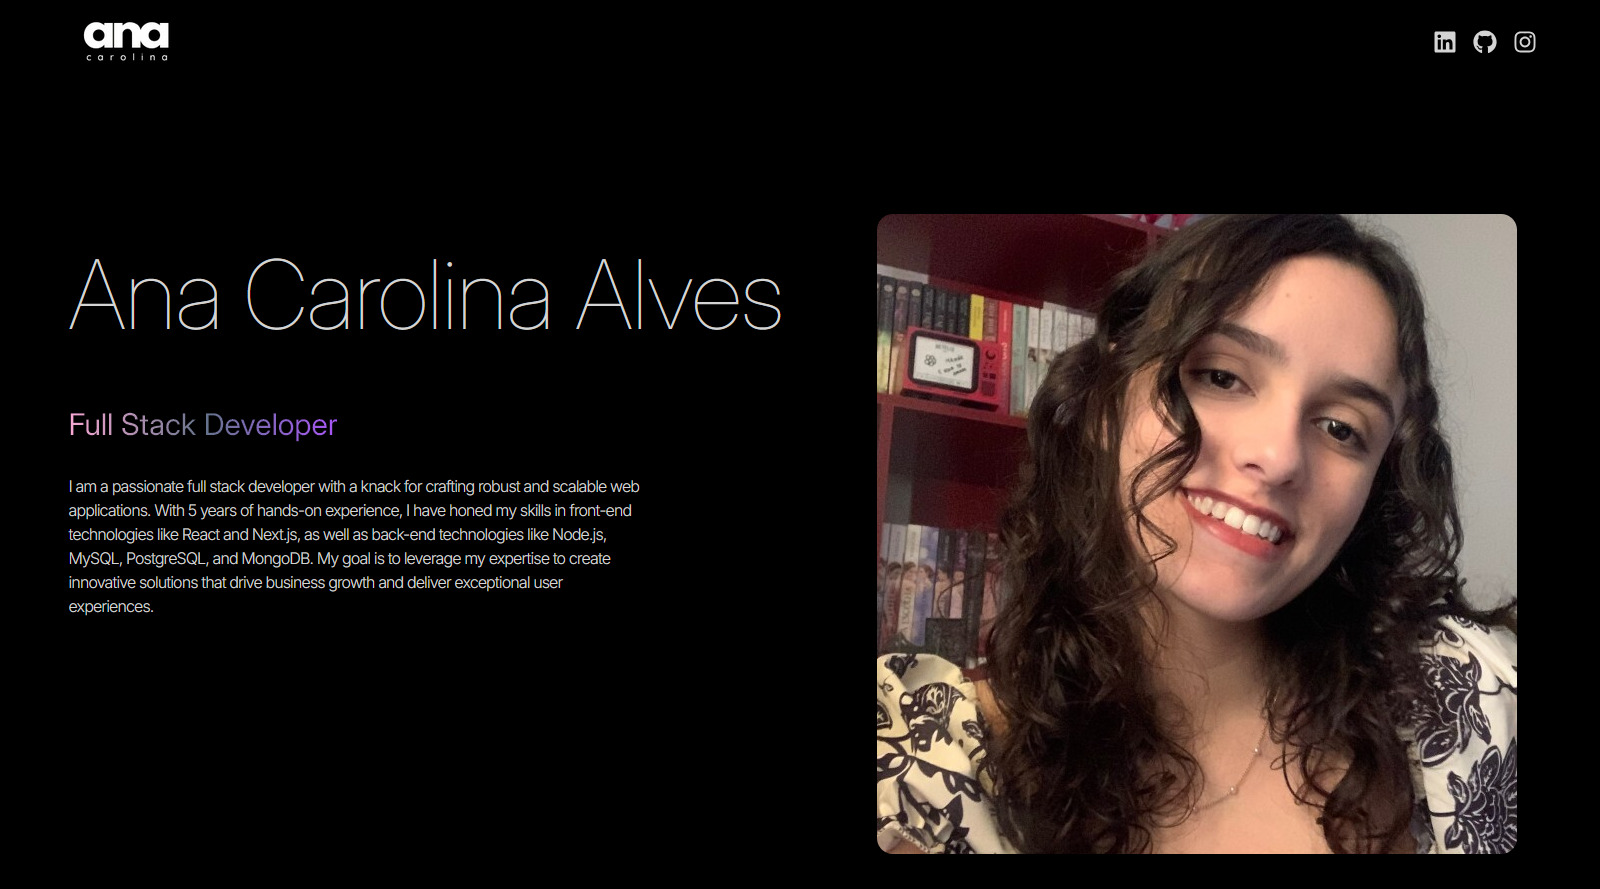 ana
carolina
Ana Carolina Alves
Full Stack Developer
I am a passionate full stack developer with a knack for crafting robust and scalable web
applications. With 5 years of hands-on experience, I have honed my skills in front-end
technologies like React and Next.js, as well as back-end technologies like Node.js,
MySQL, PostgreSQL, and MongoDB. My goal is to leverage my expertise to create
innovative solutions that drive business growth and deliver exceptional user
experiences.